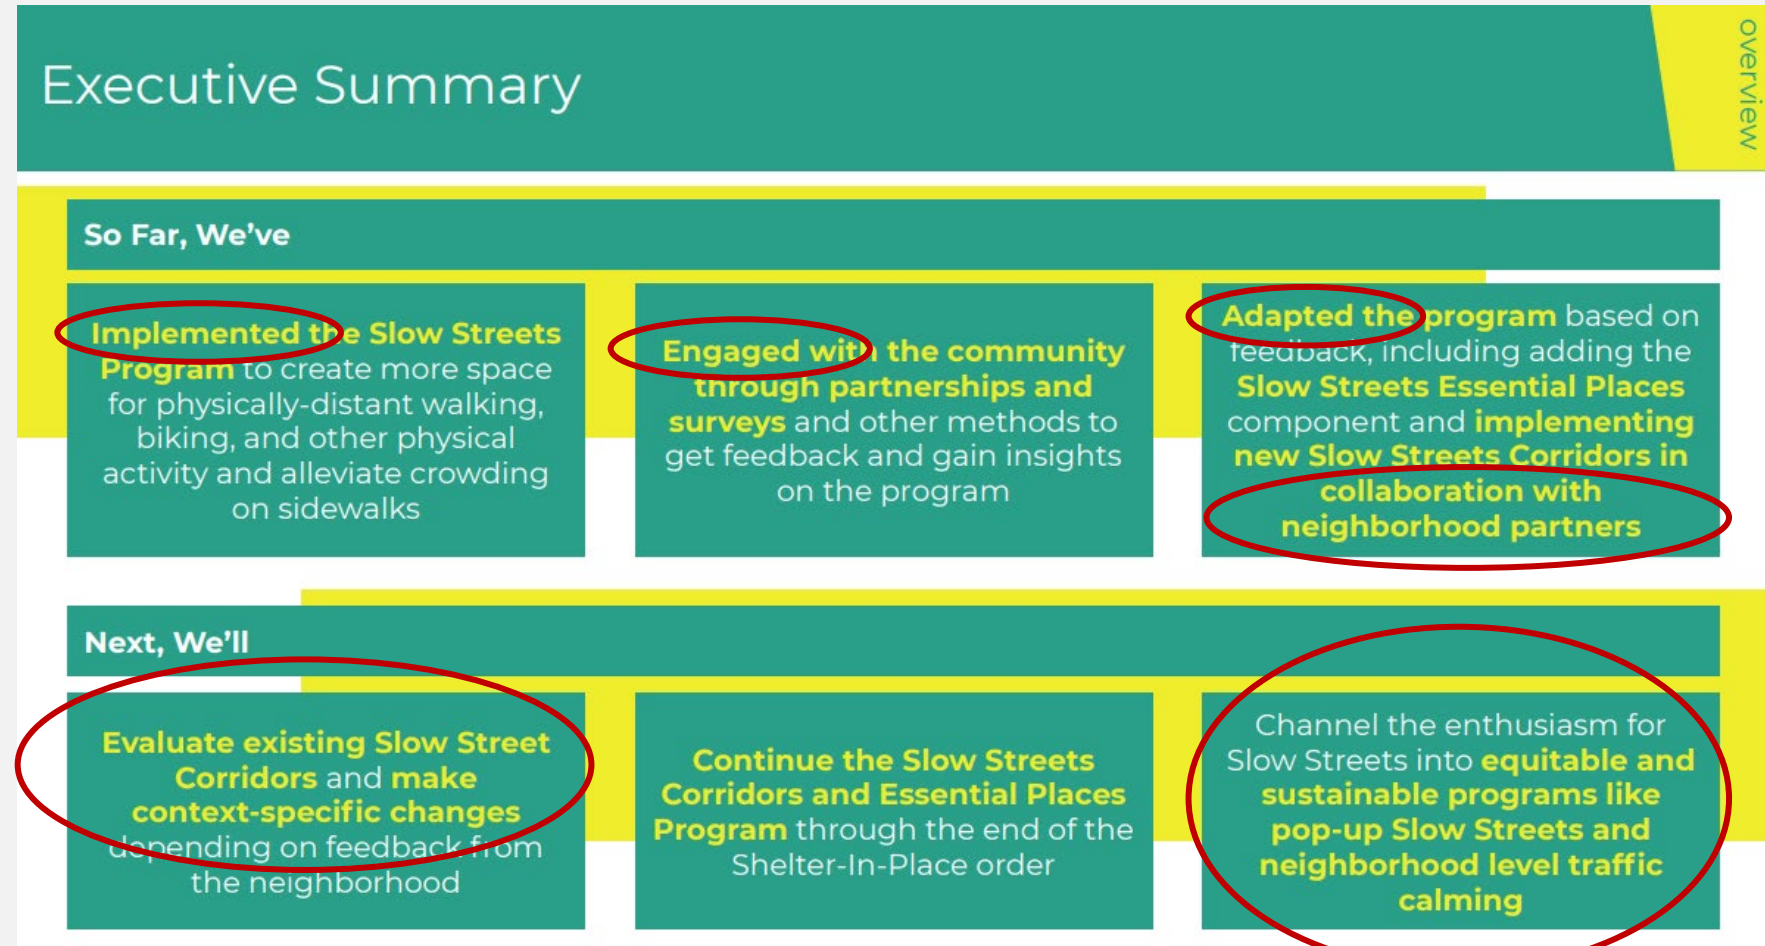 Executive Summary
overview
So Far, We've
Implemented the Slow Streets
Program to create more space
for physically-distant walking,
biking, and other physical
activity and alleviate crowding
on sidewalks
Engaged with the community
through partnerships and
surveys and other methods to
get feedback and gain insights
on the program
Adapted the program based on
feedback, including adding the
Slow Streets Essential Places
component and implementing
new Slow Streets Corridors in
collaboration with
neighborhood partners
Next, We'll
Evaluate existing Slow Street
Corridors and make
context-specific changes
depending on feedback from
the neighborhood
Continue the Slow Streets
Corridors and Essential Places
Program through the end of the
Shelter-In-Place order
Channel the enthusiasm for
Slow Streets into equitable and
sustainable programs like
pop-up Slow Streets and
neighborhood level traffic
calming